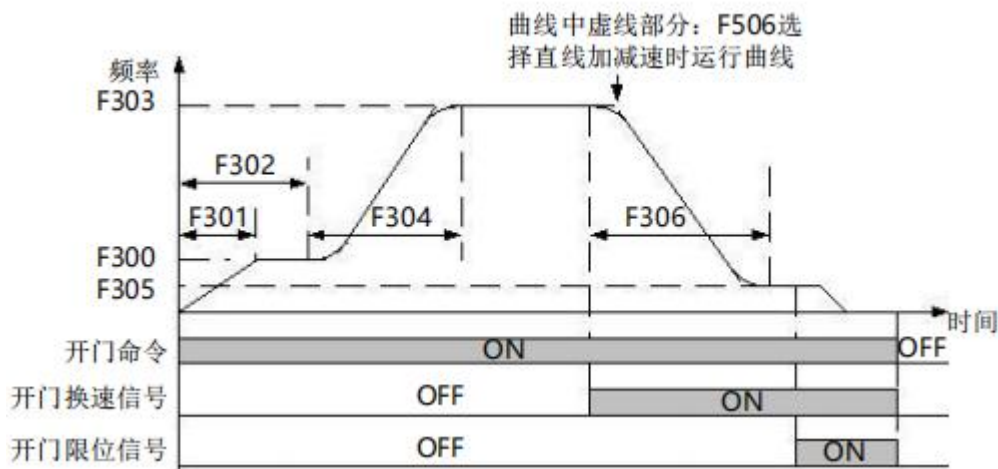 曲线中虚线部分：F506选
择直线加减速时运行曲线
频率
F303
F302
F301
F304
F306
F300
F305
时间
开门命令
ON
OFF
开门换速信号
OFF
ON
开门限位信号
OFF
ON